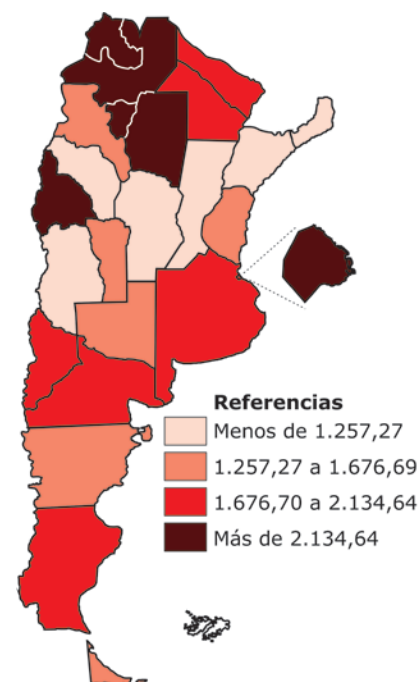 Referencias
Menos de 1.257,27
1.257,27 a 1.676,69
1.676,70 a 2.134,64
Más de 2.134,64